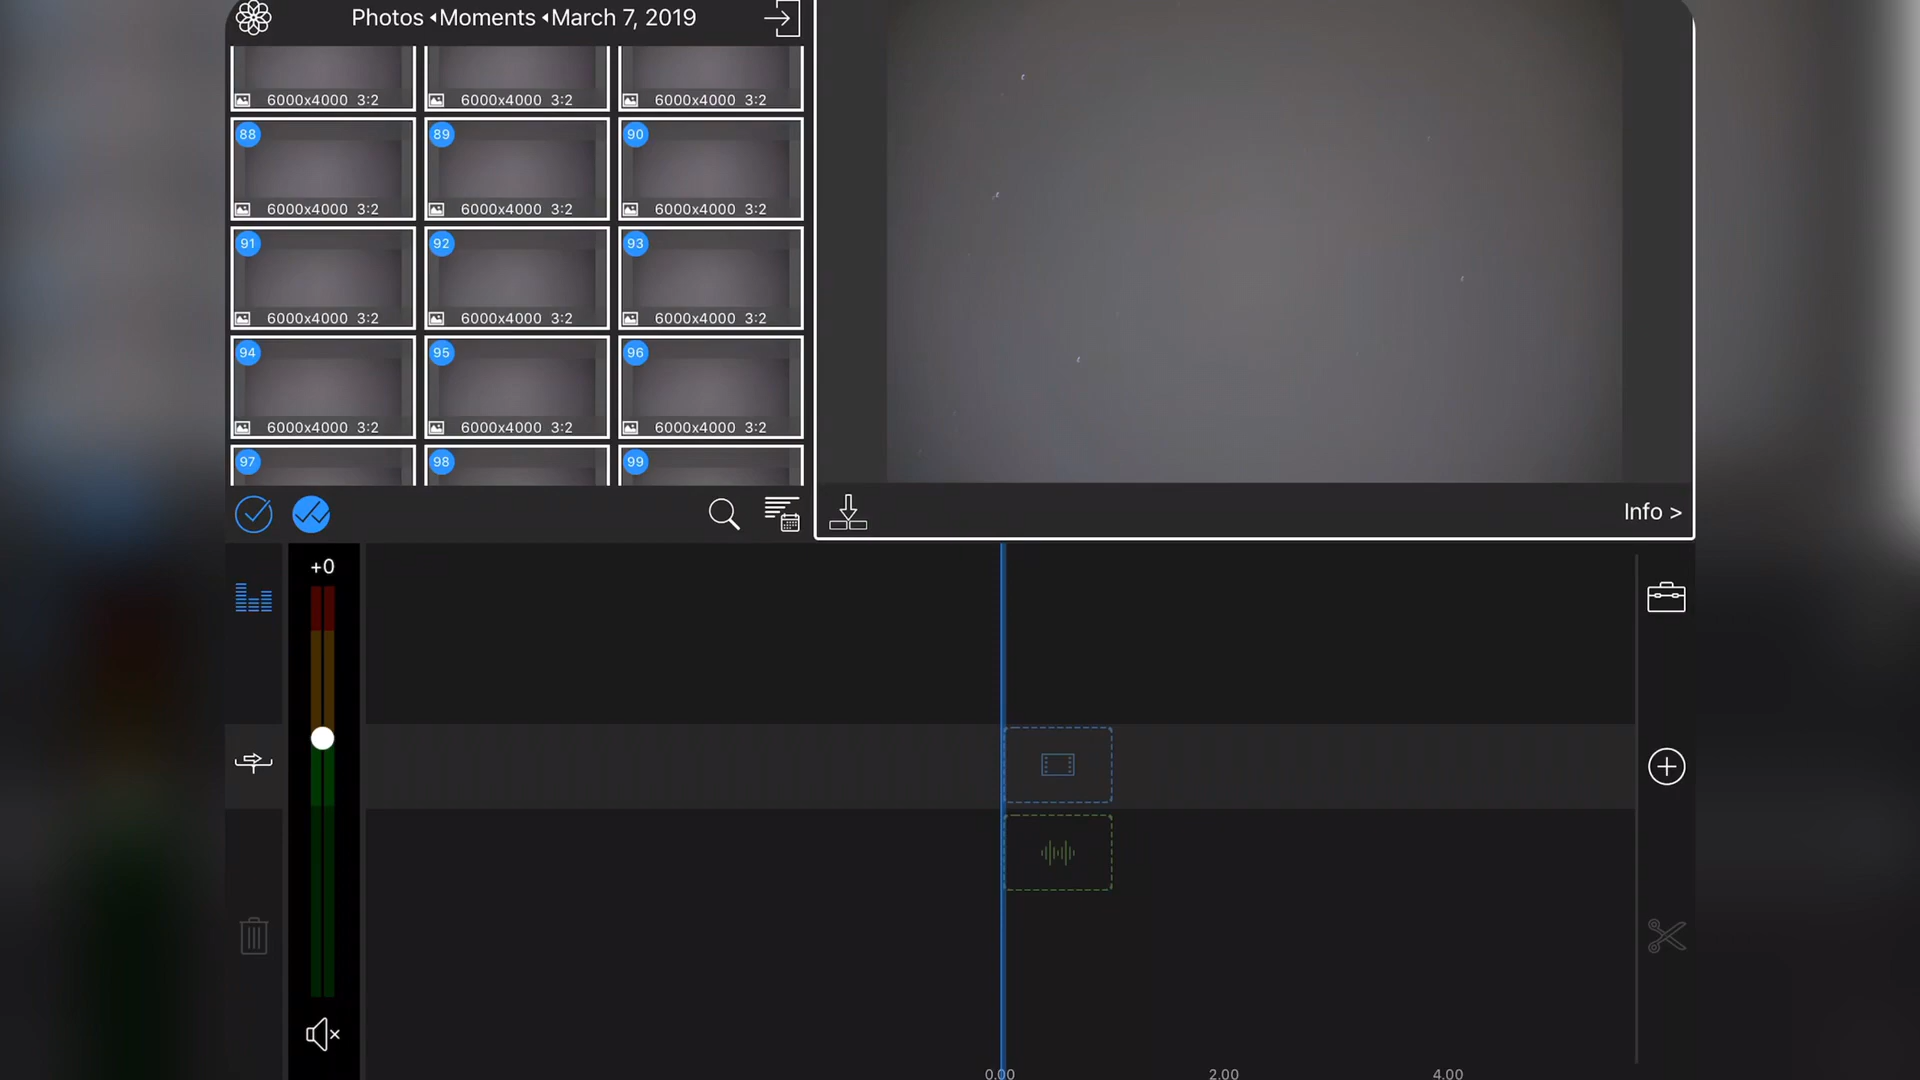 Photos ◂Moments ◂March 7, 2019
6000x4000 3:2
6000x4000 3:2
6000x4000 3:2
88
89
90
6000x4000 3:2
6000x4000 3:2
6000x4000 3:2
91
92
93
6000x4000 3:2
6000x4000 3:2
6000x4000 3:2
94
95
96
6000x4000 3:2
6000x4000 3:2
6000x4000 3:2
97
98
99
Info >
+0
0.00
2.00
4.00